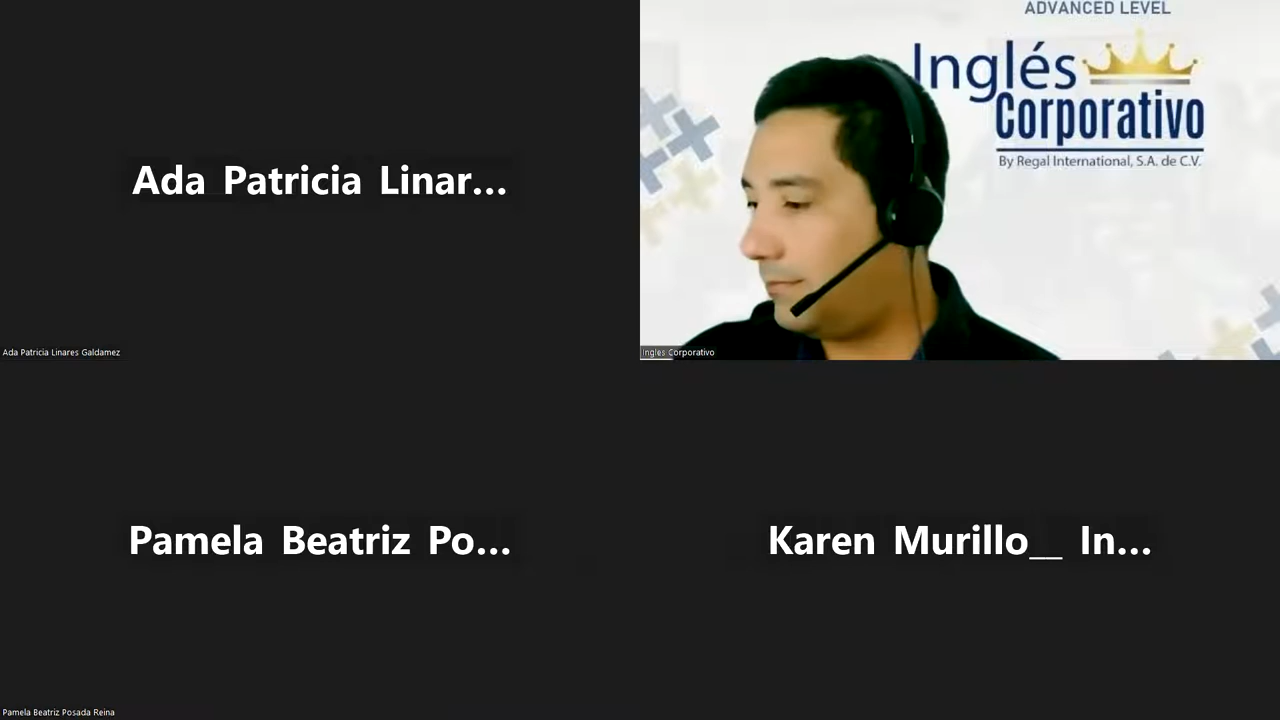 Ada Patricia Linar...
Ada Patricia Linares Galdamez
ADVANCED LEVEL
Inglés
Corporativo
By Regal International, S.A. de C.V.
Ingles Corporativo
Pamela Beatriz Po...
Pamela Beatriz Posada Reina
Karen Murillo__ In...